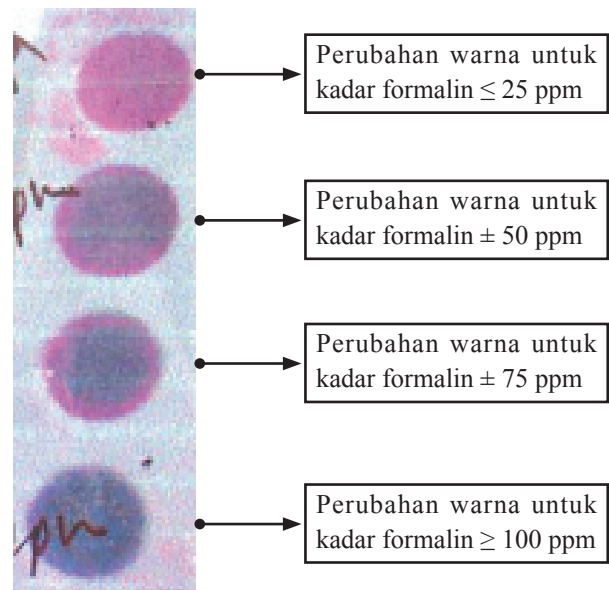 Perubahan warna untuk
kadar formalin ≤ 25 ppm
Perubahan warna untuk
kadar formalin ± 50 ppm
Perubahan warna untuk
kadar formalin ± 75 ppm
Perubahan warna untuk
kadar formalin ≥ 100 ppm